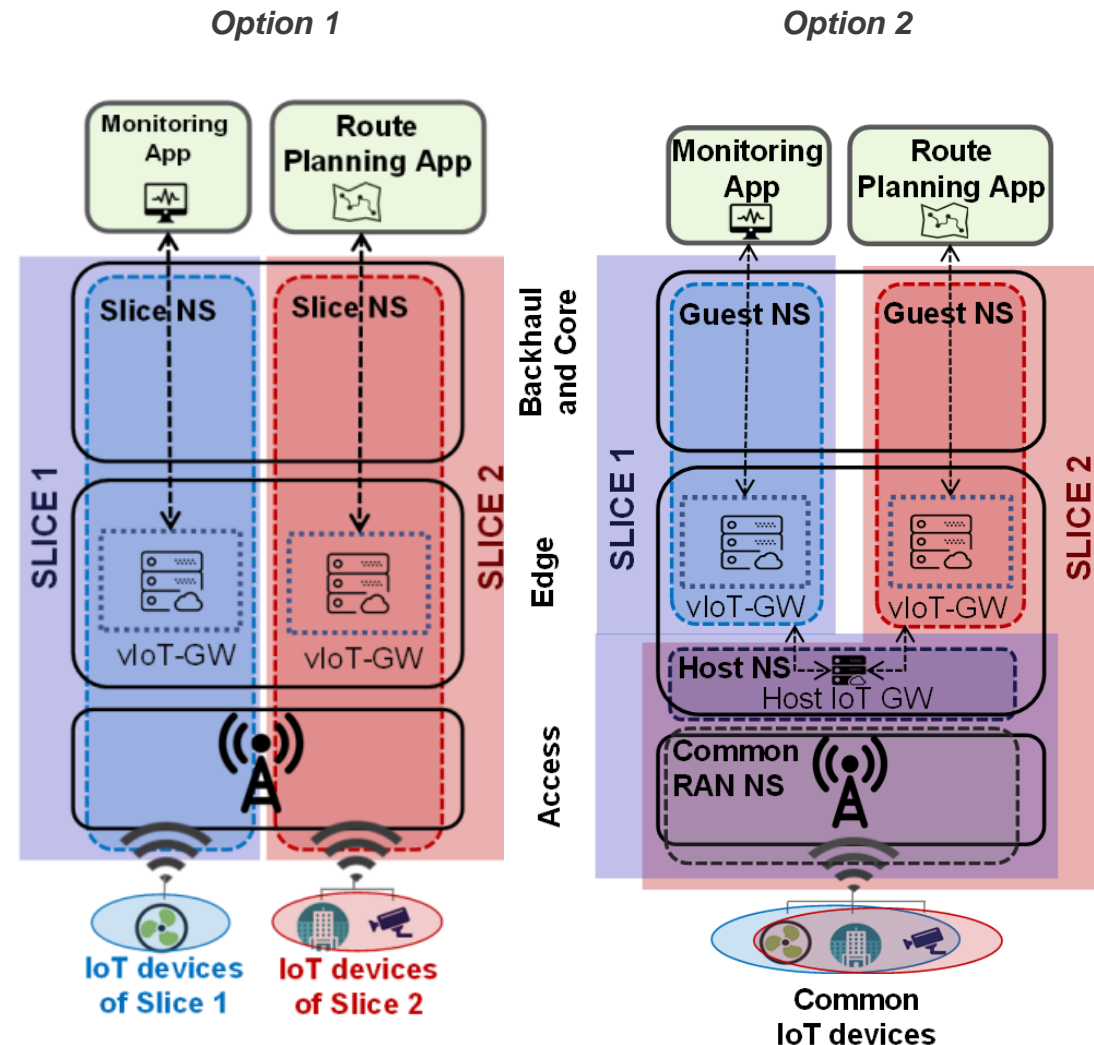 Option 1
Option 2
Monitoring
App
Route
Planning App
Slice NS
Slice NS
SLICE 1
SLICE 2
vIoT-GW
vIoT-GW
IoT devices
of Slice 1
IoT devices
of Slice 2
Backhaul
and Core
Edge
Access
Monitoring
App
Route
Planning App
Guest NS
Guest NS
SLICE 1
SLICE 2
vIoT-GW
vIoT-GW
Host NS
Host IoT GW
Common
RAN NS
Common
IoT devices